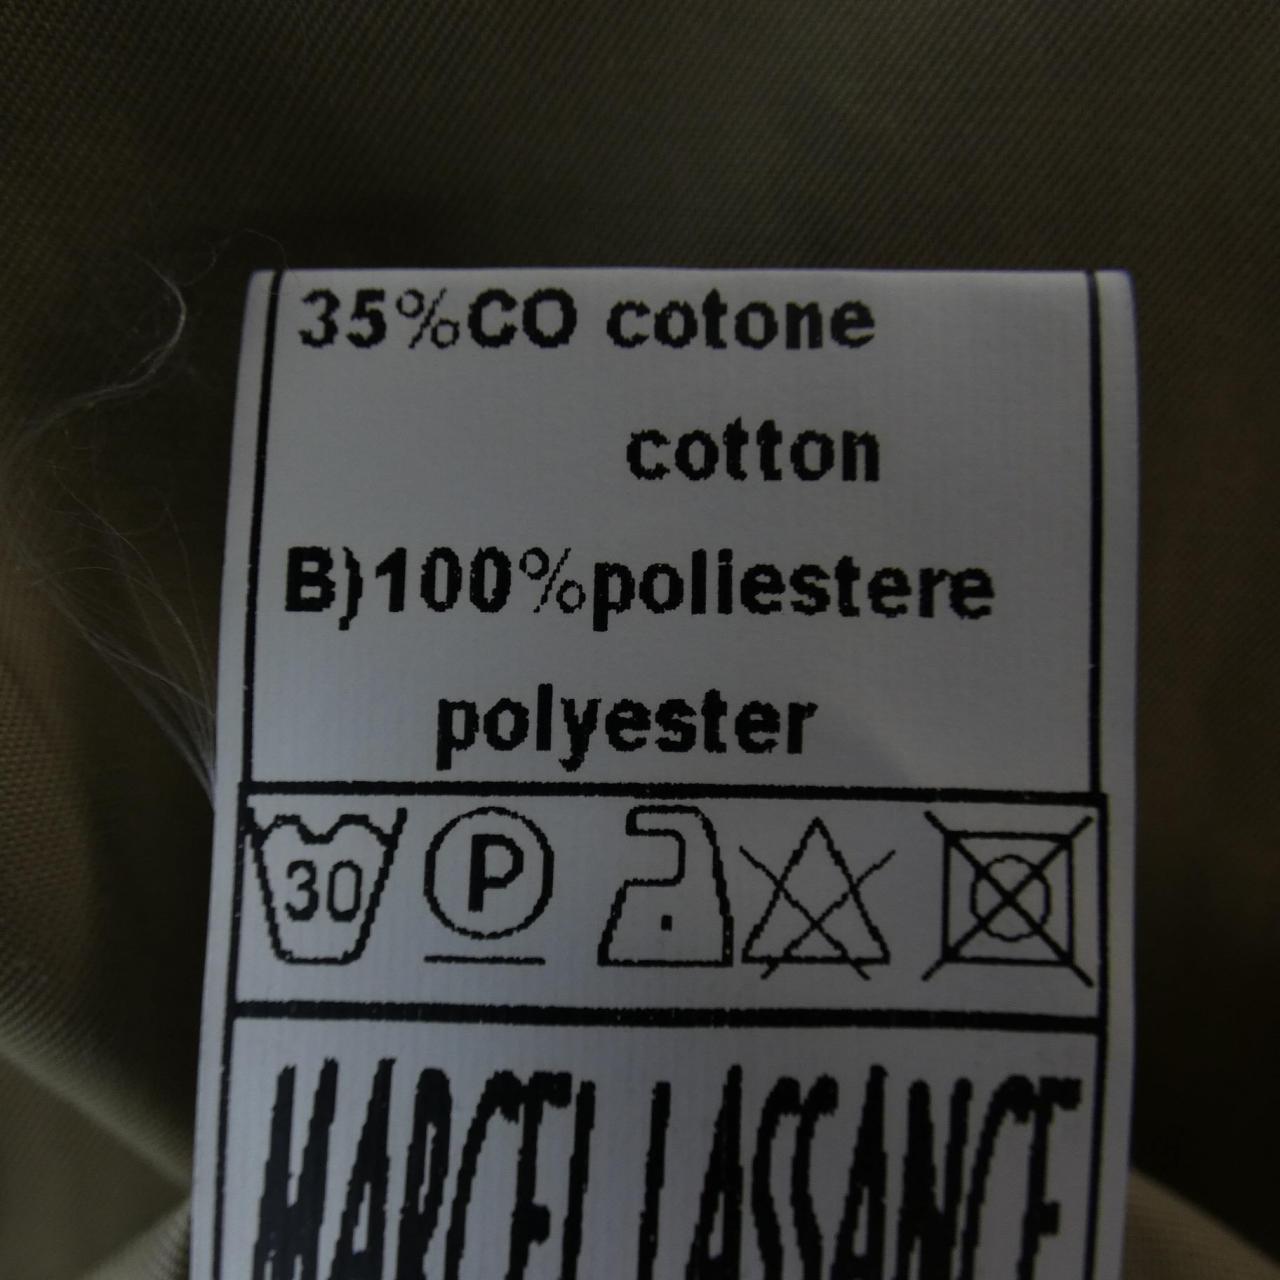 35%CO cotone
cotton
B)100%poliestere
polyester
30 P
MARCEL LASSANCE